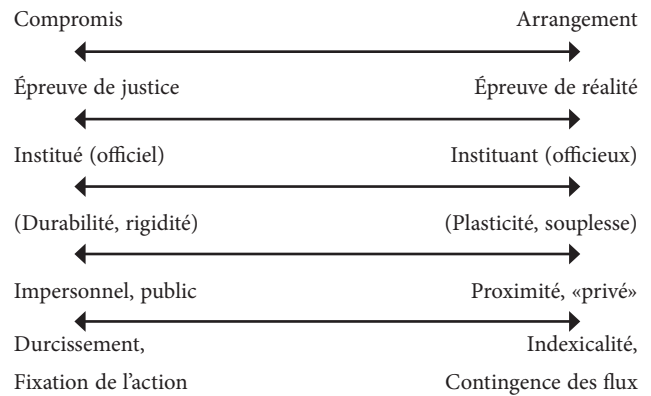 Compromis Arrangement
Épreuve de justice Épreuve de réalité
Institué (officiel) Instituant (officieux)
(Durabilité, rigidité) (Plasticité, souplesse)
Impersonnel, public Proximité, «privé»
Durcissement, Indexicalité,
Fixation de l'action Contingence des flux